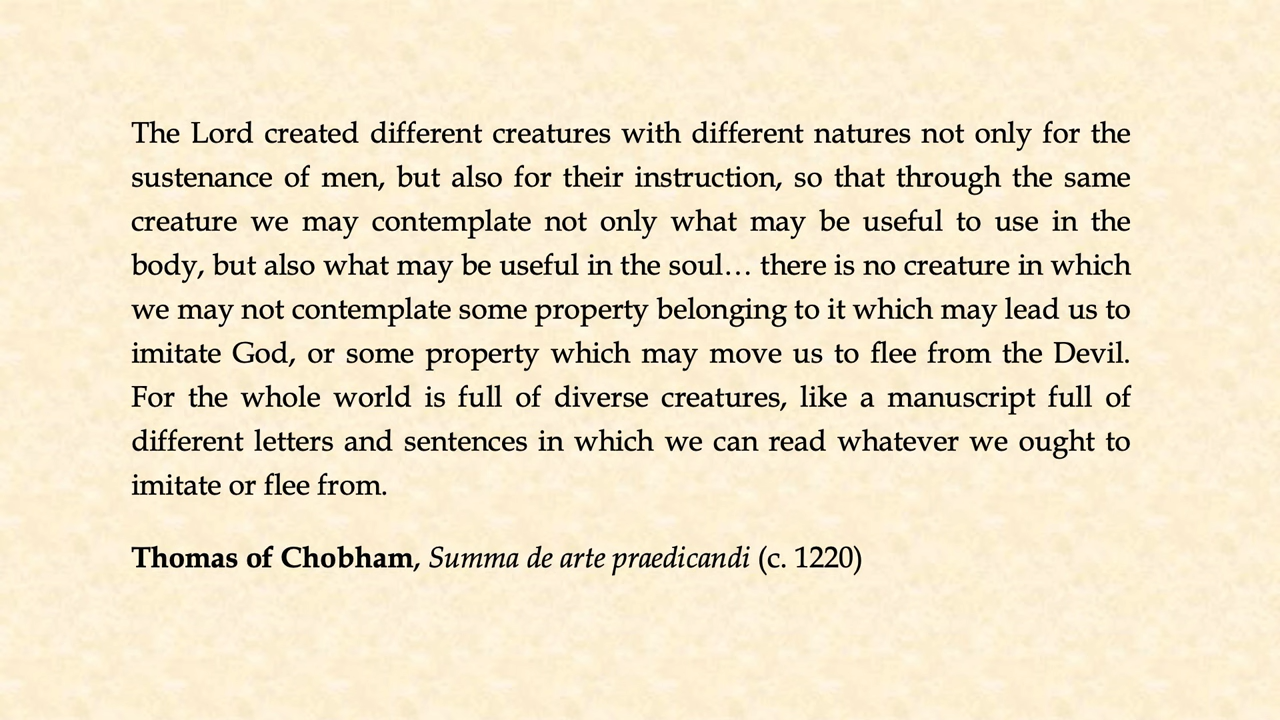 The Lord created different creatures with different natures not only for the
sustenance of men, but also for their instruction, so that through the same
creature we may contemplate not only what may be useful to use in the
body, but also what may be useful in the soul… there is no creature in which
we may not contemplate some property belonging to it which may lead us to
imitate God, or some property which may move us to flee from the Devil.
For the whole world is full of diverse creatures, like a manuscript full of
different letters and sentences in which we can read whatever we ought to
imitate or flee from.
Thomas of Chobham, Summa de arte praedicandi (c. 1220)